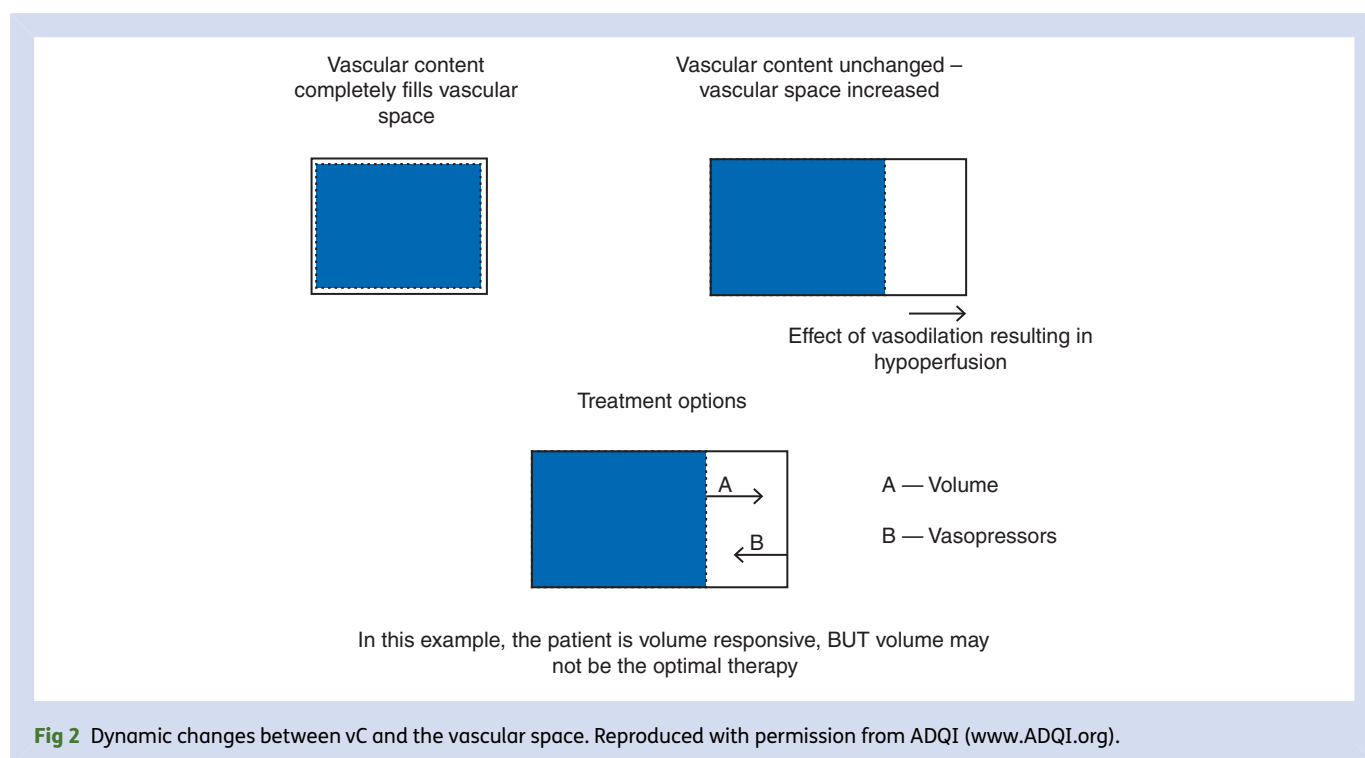 Vascular content
completely fills vascular
space
Vascular content unchanged –
vascular space increased
Effect of vasodilation resulting in
hypoperfusion
Treatment options
A
B
A — Volume
B — Vasopressors
In this example, the patient is volume responsive, BUT volume may
not be the optimal therapy
Fig 2 Dynamic changes between vC and the vascular space. Reproduced with permission from ADQI (www.ADQI.org).